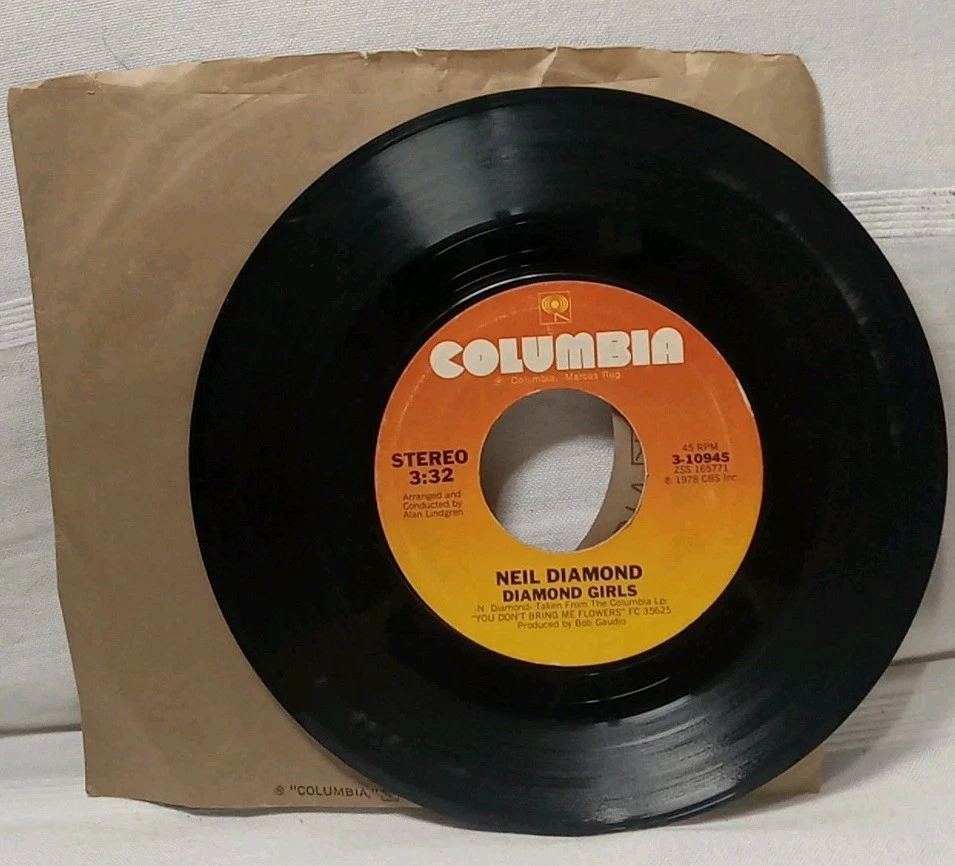 COLUMBIA
® Columbia, Marcas Reg.
STEREO
3:32
Arranged and
Conducted by
Alan Lindgren
45 RPM
3-10945
ZSS 165771
℗ 1978 CBS Inc.
NEIL DIAMOND
DIAMOND GIRLS
-N. Diamond- Taken From The Columbia Lp:
"YOU DON'T BRING ME FLOWERS" FC 35625
Produced by Bob Gaudio
® "COLUMBIA,"